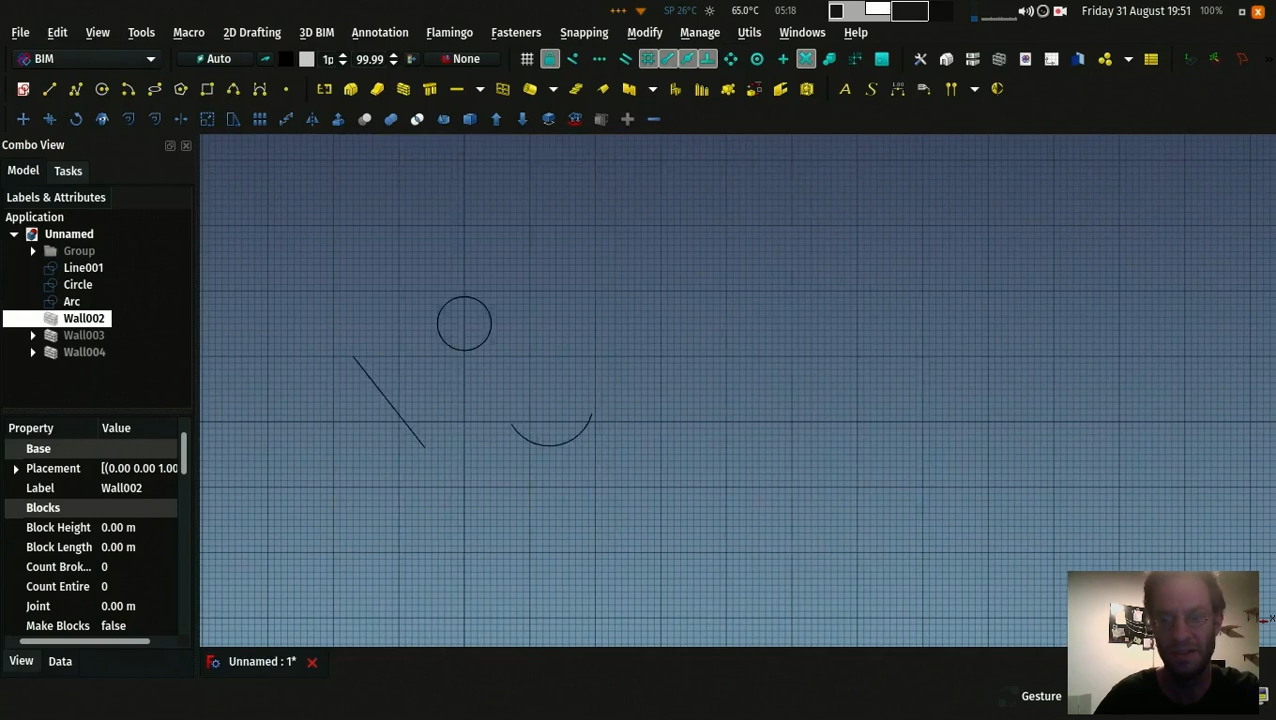 SP 26°C 65.0°C 05:18 Friday 31 August 19:51 100%
File Edit View Tools Macro 2D Drafting 3D BIM Annotation Flamingo Fasteners Snapping Modify Manage Utils Windows Help
BIM Auto 1p 99.99 None
Combo View
Model Tasks
Labels & Attributes
Application
Unnamed
Group
Line001
Circle
Arc
Wall002
Wall003
Wall004
Property Value
Base
Placement [(0.00 0.00 1.00
Label Wall002
Blocks
Block Height 0.00 m
Block Length 0.00 m
Count Brok... 0
Count Entire 0
Joint 0.00 m
Make Blocks false
View Data
Unnamed : 1*
Gesture